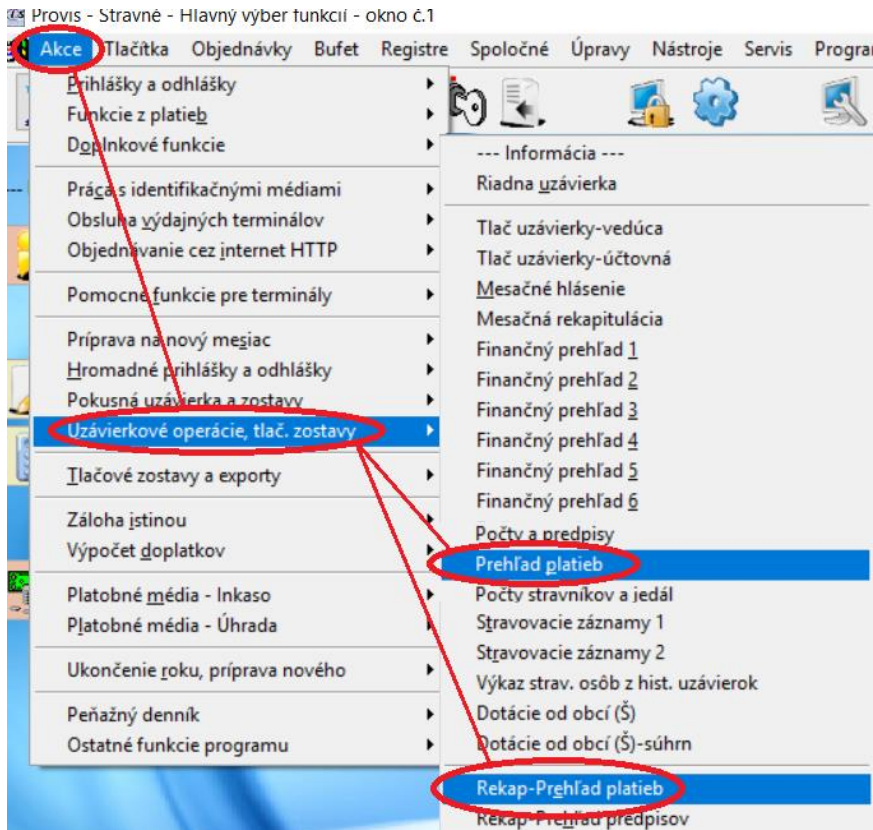 Provis - Stravné - Hlavný výber funkcií - okno č.1
Akce Tlačítka Objednávky Bufet Registre Spoločné Úpravy Nástroje Servis Progra
Prihlášky a odhlášky
Funkcie z platieb
Doplnkové funkcie
Práca s identifikačnými médiami
Obsluha výdajných terminálov
Objednávanie cez internet HTTP
Pomocné funkcie pre terminály
Príprava na nový mesiac
Hromadné prihlášky a odhlášky
Pokusná uzávierka a zostavy
Uzávierkové operácie, tlač. zostavy
Tlačové zostavy a exporty
Záloha istinou
Výpočet doplatkov
Platobné média - Inkaso
Platobné média - Úhrada
Ukončenie roku, príprava nového
Peňažný denník
Ostatné funkcie programu
--- Informácia ---
Riadna uzávierka
Tlač uzávierky-vedúca
Tlač uzávierky-účtovná
Mesačné hlásenie
Mesačná rekapitulácia
Finančný prehľad 1
Finančný prehľad 2
Finančný prehľad 3
Finančný prehľad 4
Finančný prehľad 5
Finančný prehľad 6
Počty a predpisy
Prehľad platieb
Počty stravníkov a jedál
Stravovacie záznamy 1
Stravovacie záznamy 2
Výkaz strav. osôb z hist. uzávierok
Dotácie od obcí (Š)
Dotácie od obcí (Š)-súhrn
Rekap-Prehľad platieb
Rekap-Prehľad predpisov